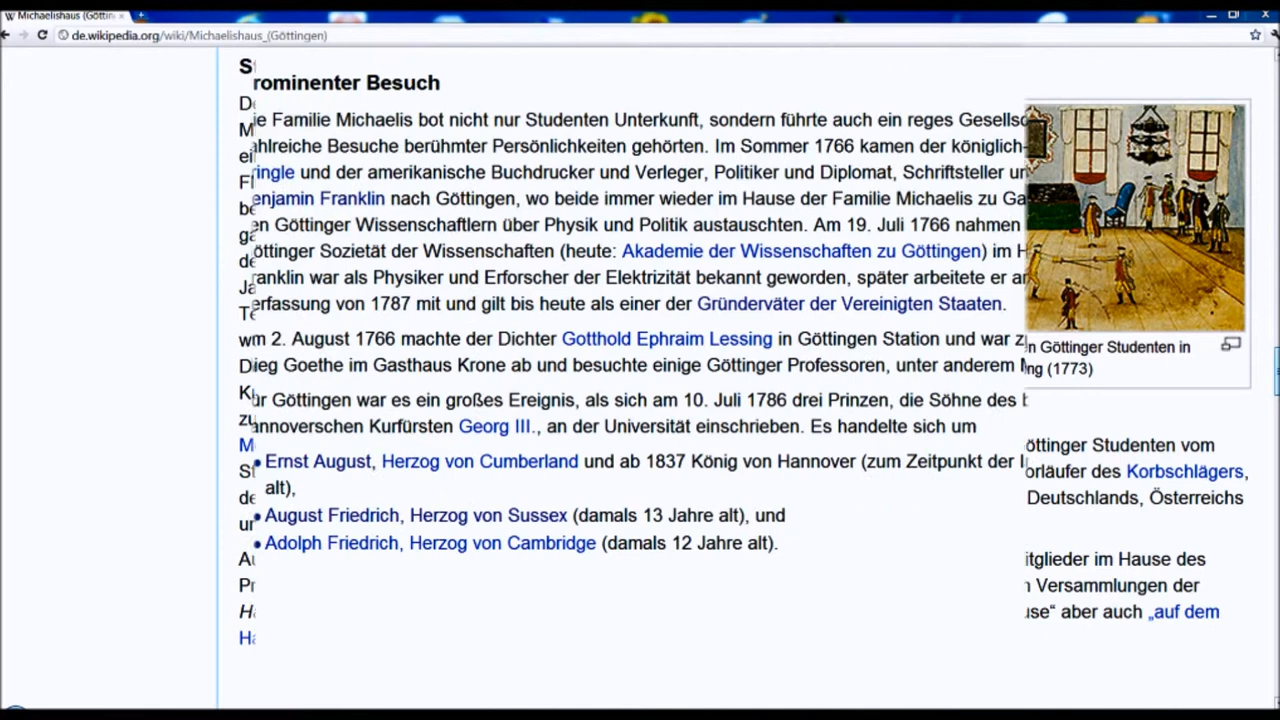 Michaelishaus (Göttin
de.wikipedia.org/wiki/Michaelishaus_(Göttingen)
rominenter Besuch
ie Familie Michaelis bot nicht nur Studenten Unterkunft, sondern führte auch ein reges Gesellsc
ahlreiche Besuche berühmter Persönlichkeiten gehörten. Im Sommer 1766 kamen der königlich-
ringle und der amerikanische Buchdrucker und Verleger, Politiker und Diplomat, Schriftsteller un
enjamin Franklin nach Göttingen, wo beide immer wieder im Hause der Familie Michaelis zu Ga
en Göttinger Wissenschaftlern über Physik und Politik austauschten. Am 19. Juli 1766 nahmen
öttinger Sozietät der Wissenschaften (heute: Akademie der Wissenschaften zu Göttingen) im H
ranklin war als Physiker und Erforscher der Elektrizität bekannt geworden, später arbeitete er an
erfassung von 1787 mit und gilt bis heute als einer der Gründerväter der Vereinigten Staaten.
m 2. August 1766 machte der Dichter Gotthold Ephraim Lessing in Göttingen Station und war z
ieg Goethe im Gasthaus Krone ab und besuchte einige Göttinger Professoren, unter anderem
ür Göttingen war es ein großes Ereignis, als sich am 10. Juli 1786 drei Prinzen, die Söhne des
annoverschen Kurfürsten Georg III., an der Universität einschrieben. Es handelte sich um
Ernst August, Herzog von Cumberland und ab 1837 König von Hannover (zum Zeitpunkt der
alt),
August Friedrich, Herzog von Sussex (damals 13 Jahre alt), und
Adolph Friedrich, Herzog von Cambridge (damals 12 Jahre alt).
n Göttinger Studenten in
ng (1773)
öttinger Studenten vom
orläufer des Korbschlägers,
Deutschlands, Österreichs
itglieder im Hause des
n Versammlungen der
use“ aber auch „auf dem